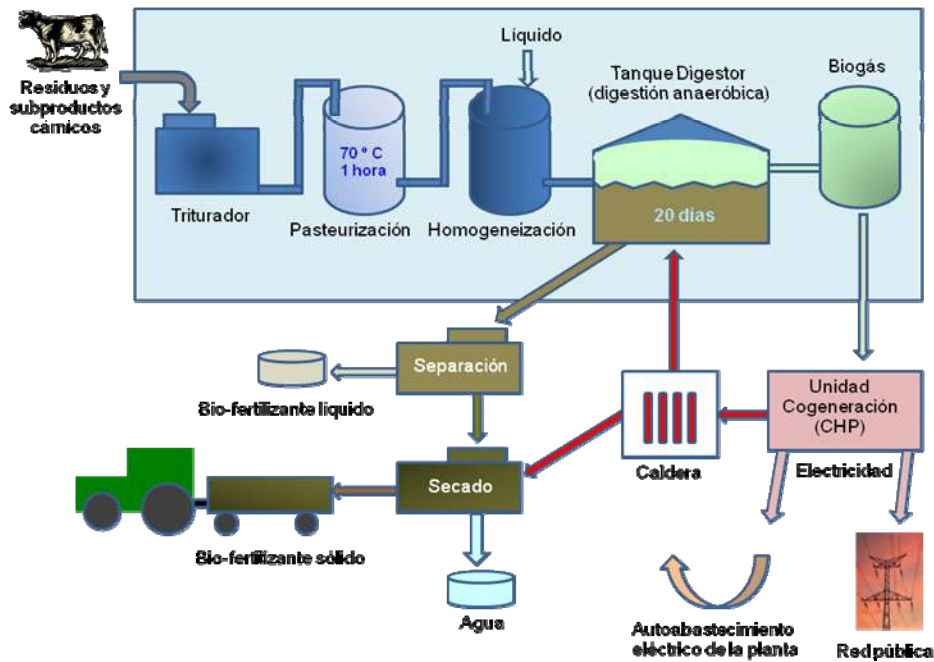 Líquido
Tanque Digestor
(digestión anaeróbica)
Biogás
Residuos y
subproductos
cárnicos
70 ° C
1 hora
20 días
Triturador
Pasteurización
Homogeneización
Separación
Bio-fertilizante líquido
Unidad
Cogeneración
(CHP)
Caldera
Electricidad
Secado
Bio-fertilizante sólido
Agua
Autoabastecimiento
eléctrico de la planta
Red pública